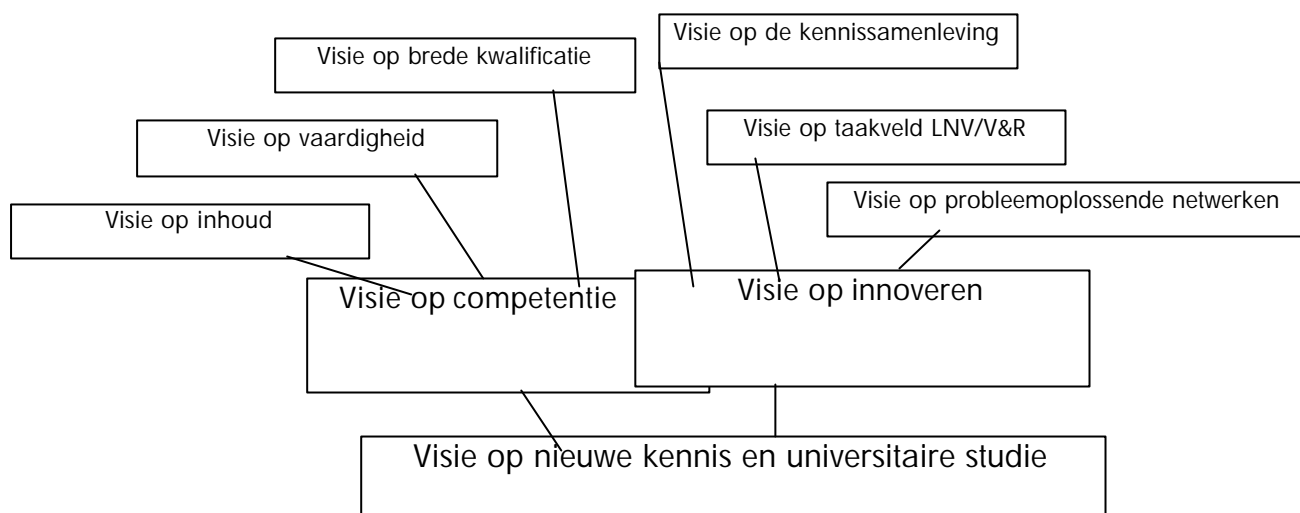 Visie op de kennissamenleving
Visie op brede kwalificatie
Visie op taakveld LNV/V&R
Visie op vaardigheid
Visie op probleemoplossende netwerken
Visie op inhoud
Visie op competentie
Visie op innoveren
Visie op nieuwe kennis en universitaire studie